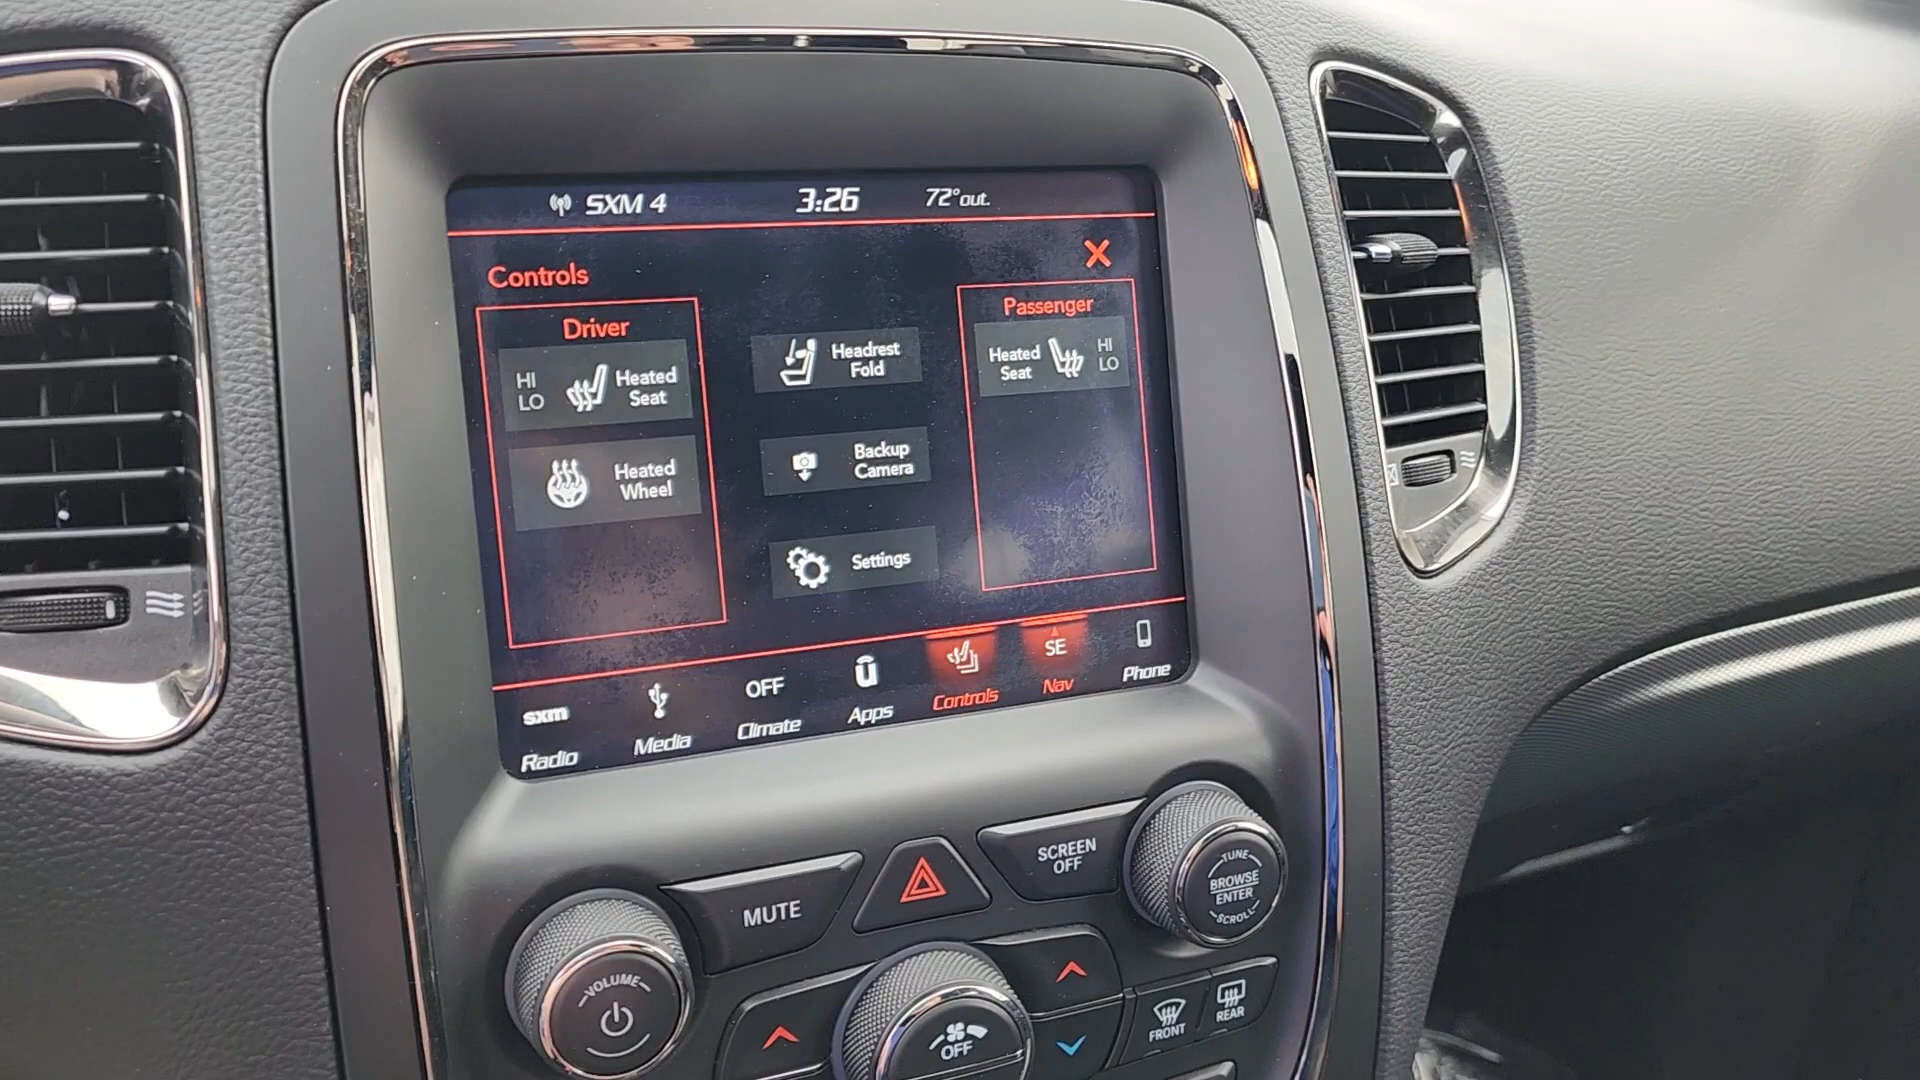 SXM 4 3:26 72° out.
Controls X
Driver
HI
LO
Heated
Seat
Heated
Wheel
Headrest
Fold
Backup
Camera
Settings
Passenger
Heated
Seat
HI
LO
sxm
Radio
Media
OFF
Climate
Apps
Controls
SE
Nav
Phone
MUTE
SCREEN
OFF
TUNE
BROWSE
ENTER
SCROLL
VOLUME
OFF
FRONT
REAR